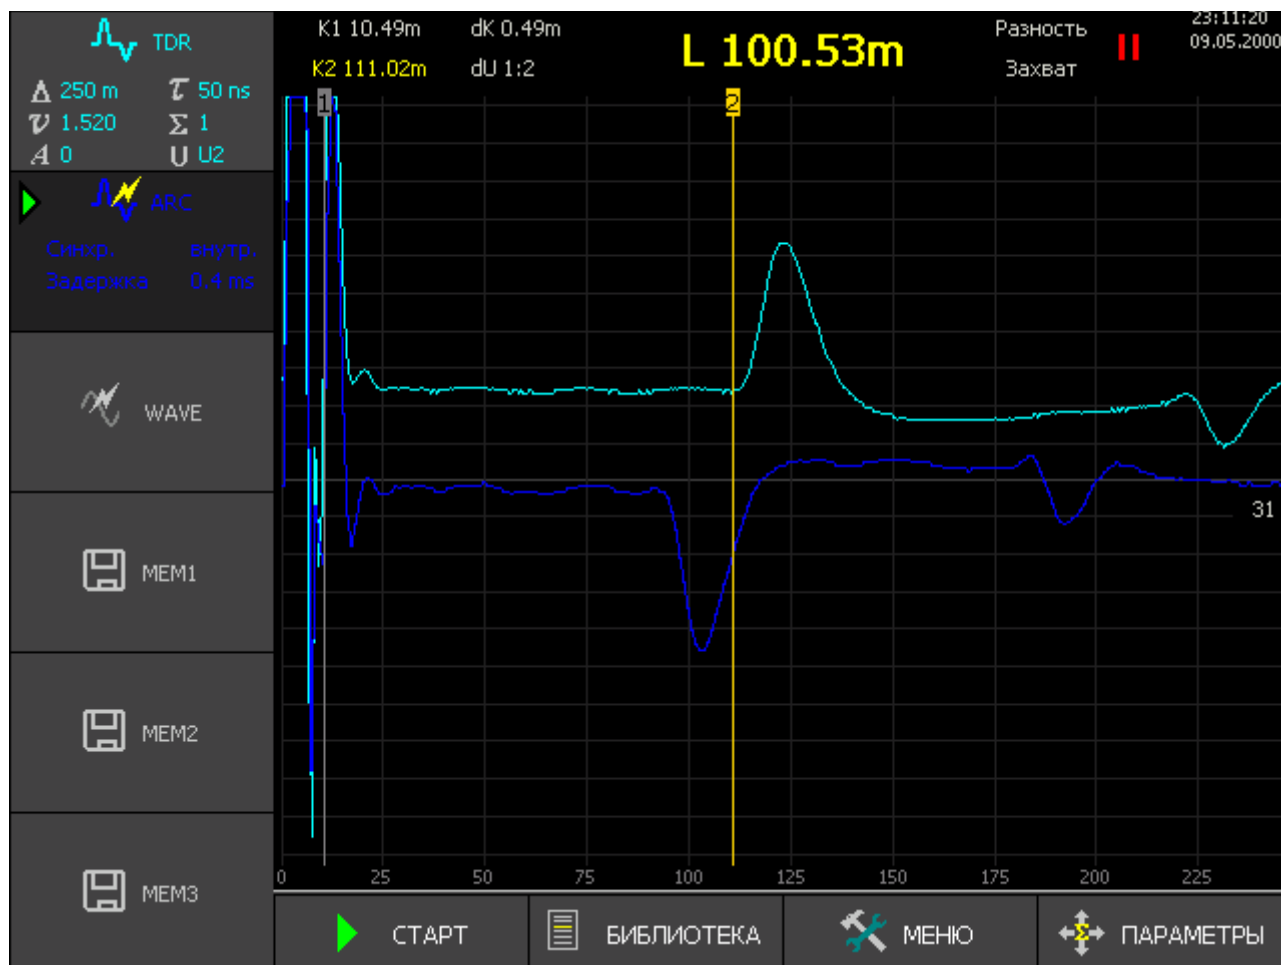 TDR
Δ 250 m τ 50 ns
υ 1.520 Σ 1
A 0 U U2
ARC
Синхр. внутр.
Задержка 0.4 ms
WAVE
MEM1
MEM2
MEM3
K1 10.49m dK 0.49m
K2 111.02m dU 1:2
L 100.53m
Разность
Захват
23:11:20
09.05.2000
1
2
31
0 25 50 75 100 125 150 175 200 225
СТАРТ
БИБЛИОТЕКА
МЕНЮ
Σ ПАРАМЕТРЫ